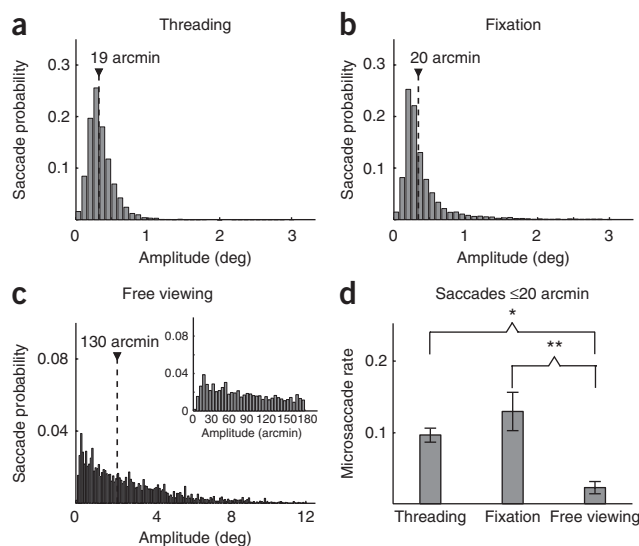 a
Threading
19 arcmin
Saccade probability
0.3
0.2
0.1
0
1
2
3
Amplitude (deg)
b
Fixation
20 arcmin
Saccade probability
0.3
0.2
0.1
0
1
2
3
Amplitude (deg)
c
Free viewing
130 arcmin
Saccade probability
0.08
0.04
0
4
8
12
Amplitude (deg)
0.08
0.04
0
0 30 60 90 120 150 180
Amplitude (arcmin)
Saccade probability
d
Saccades ≤20 arcmin
*
**
Microsaccade rate
0.2
0.1
Threading
Fixation
Free viewing